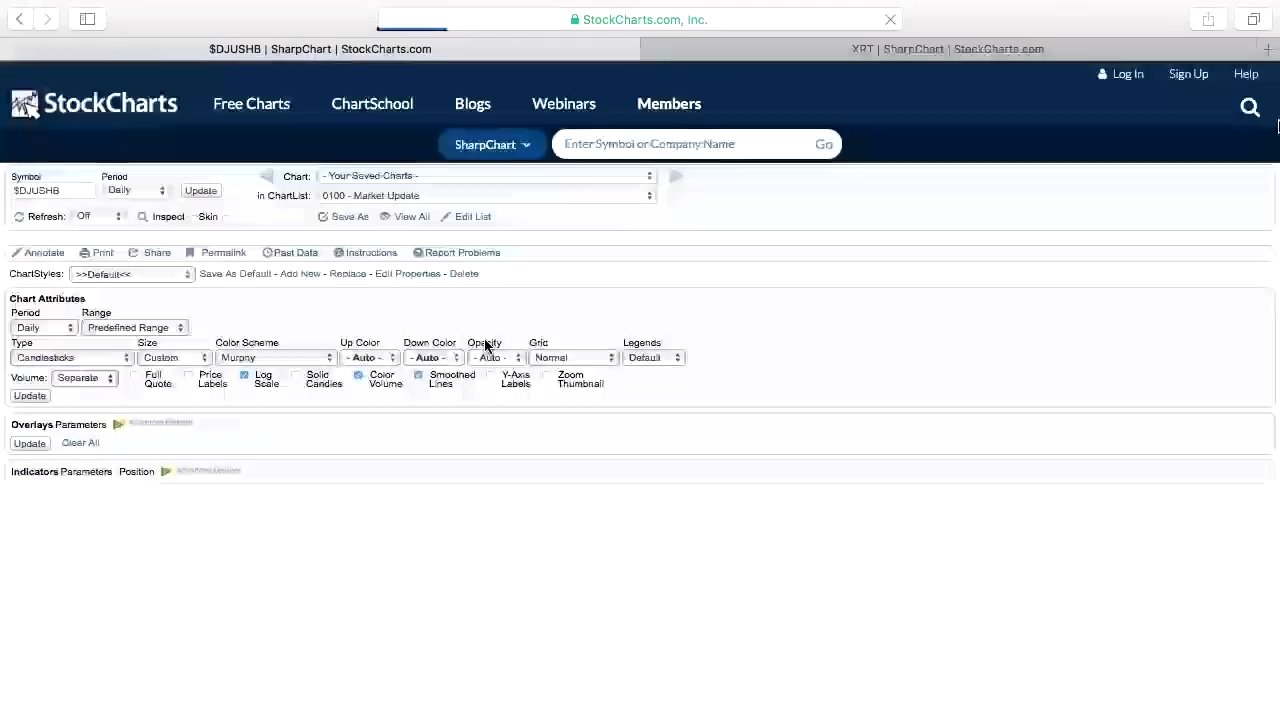 StockCharts.com, Inc.
$DJUSHB | SharpChart | StockCharts.com
XRT | SharpChart | StockCharts.com
Log In Sign Up Help
StockCharts Free Charts ChartSchool Blogs Webinars Members
SharpChart Enter Symbol or Company Name Go
Symbol Period Chart: - Your Saved Charts -
$DJUSHB Daily Update in ChartList: 0100 - Market Update
Refresh: Off Inspect Skin Save As View All Edit List
Annotate Print Share Permalink Past Data Instructions Report Problems
ChartStyles: >>Default<< Save As Default - Add New - Replace - Edit Properties - Delete
Chart Attributes
Period Range
Daily Predefined Range
Type Size Color Scheme Up Color Down Color Opacity Grid Legends
Candlesticks Custom Murphy - Auto - - Auto - - Auto - Normal Default
Volume: Separate Full Quote Price Labels Log Scale Solid Candies Color Volume Smoothed Lines Y-Axis Labels Zoom Thumbnail
Update
Overlays Parameters
Update Clear All
Indicators Parameters Position